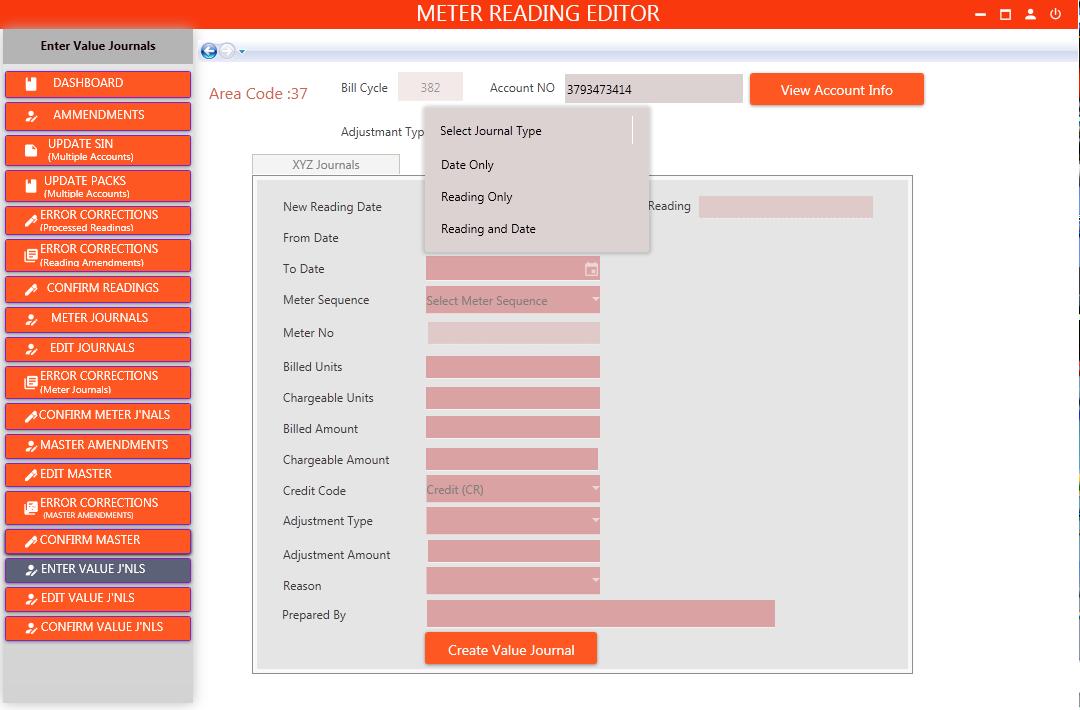 METER READING EDITOR
Enter Value Journals
DASHBOARD
AMMENDMENTS
UPDATE SIN
(Multiple Accounts)
UPDATE PACKS
(Multiple Accounts)
ERROR CORRECTIONS
(Processed Readings)
ERROR CORRECTIONS
(Reading Amendments)
CONFIRM READINGS
METER JOURNALS
EDIT JOURNALS
ERROR CORRECTIONS
(Meter Journals)
CONFIRM METER J'NALS
MASTER AMENDMENTS
EDIT MASTER
ERROR CORRECTIONS
(MASTER AMENDMENTS)
CONFIRM MASTER
ENTER VALUE J'NLS
EDIT VALUE J'NLS
CONFIRM VALUE J'NLS
Area Code :37
Bill Cycle 382 Account NO 3793473414 View Account Info
Adjustmant Typ
Select Journal Type
Date Only
Reading Only
Reading and Date
XYZ Journals
New Reading Date Reading
From Date
To Date
Meter Sequence Select Meter Sequence
Meter No
Billed Units
Chargeable Units
Billed Amount
Chargeable Amount
Credit Code Credit (CR)
Adjustment Type
Adjustment Amount
Reason
Prepared By
Create Value Journal